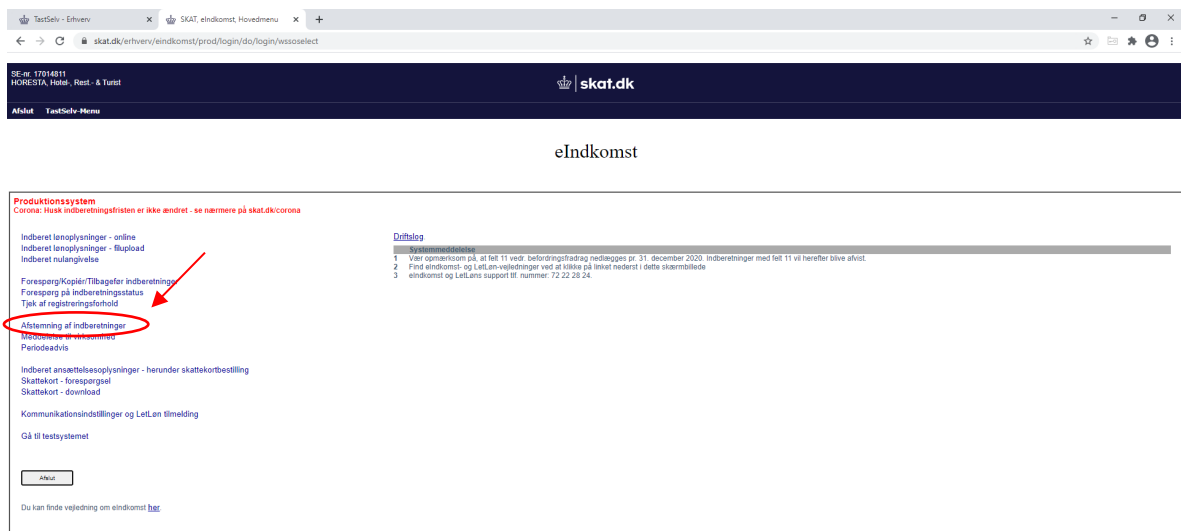 TastSelv - Erhverv
SKAT, eIndkomst, Hovedmenu
skat.dk/erhverv/eindkomst/prod/login/do/login/wssoselect
SE-nr. 17014811
HORESTA, Hotel-, Rest.- & Turist
skat.dk
Afslut TastSelv-Menu
eIndkomst
Produktionssystem
Corona: Husk indberetningsfristen er ikke ændret - se nærmere på skat.dk/corona
Indberet lønoplysninger - online
Indberet lønoplysninger - filupload
Indberet nulangivelse
Forespørg/Kopiér/Tilbagefør indberetninger
Forespørg på indberetningsstatus
Tjek af registreringsforhold
Afstemning af indberetninger
Meddelelse til virksomhed
Periodeadvis
Indberet ansættelsesoplysninger - herunder skattekortbestilling
Skattekort - forespørgsel
Skattekort - download
Kommunikationsindstillinger og LetLøn tilmelding
Gå til testsystemet
Afslut
Du kan finde vejledning om eIndkomst her.
Driftslog.
Systemmeddelelse
1 Vær opmærksom på, at felt 11 vedr. befordringsfradrag nedlægges pr. 31. december 2020. Indberetninger med felt 11 vil herefter blive afvist.
2 Find eIndkomst- og LetLøn-vejledninger ved at klikke på linket nederst i dette skærmbillede
3 eIndkomst og LetLøns support tlf. nummer: 72 22 28 24.